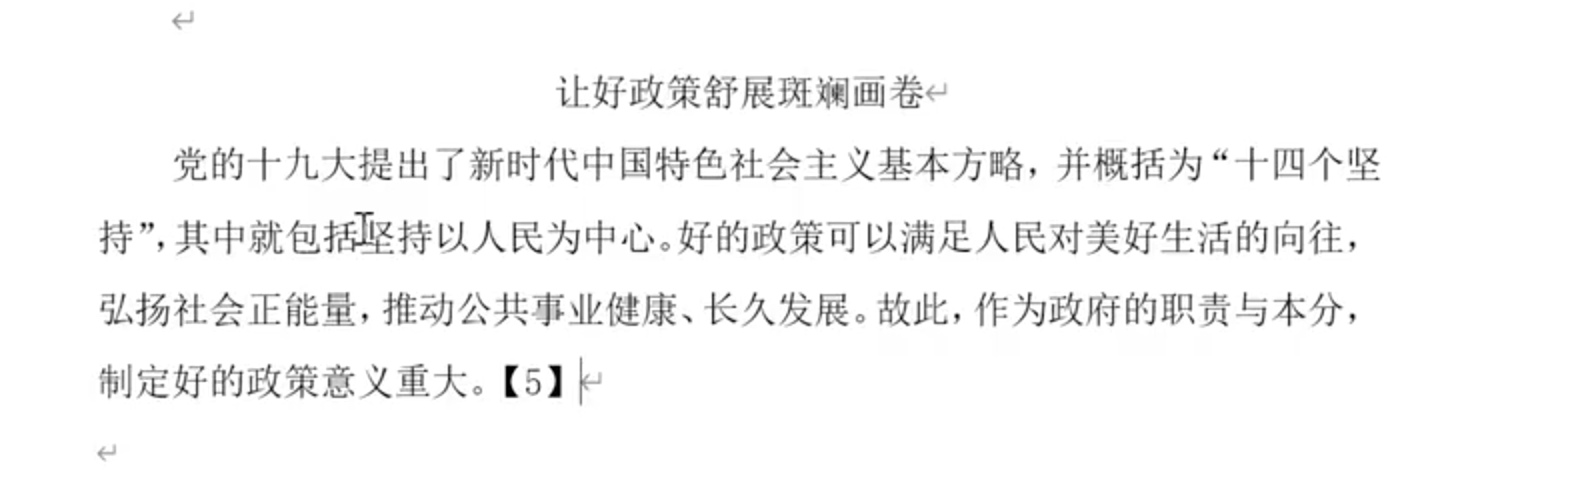 让好政策舒展斑斓画卷
党的十九大提出了新时代中国特色社会主义基本方略，并概括为“十四个坚
持”，其中就包括坚持以人民为中心。好的政策可以满足人民对美好生活的向往，
弘扬社会正能量，推动公共事业健康、长久发展。故此，作为政府的职责与本分，
制定好的政策意义重大。【5】